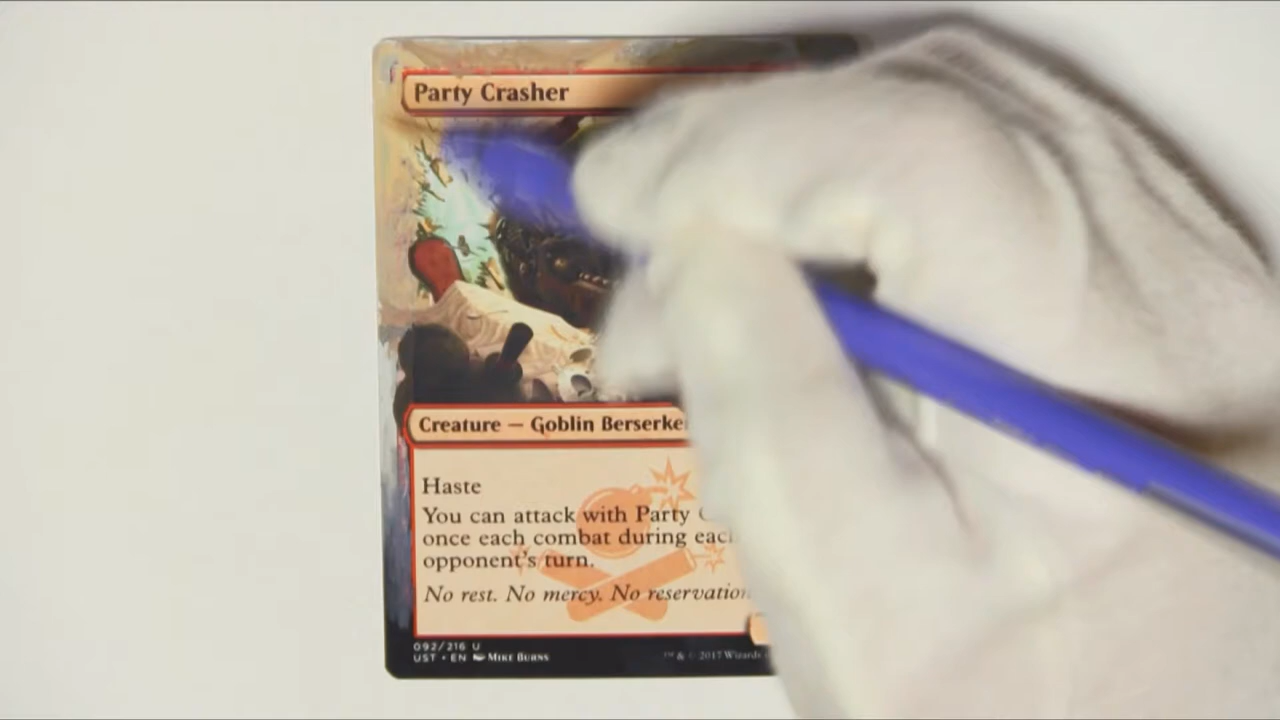 Party Crasher
Creature — Goblin Berserke
Haste
You can attack with Party
once each combat during eac
opponent's turn.
No rest. No mercy. No reservation
092/216 U
UST • EN Mike Burns
™ & © 2017 Wizards